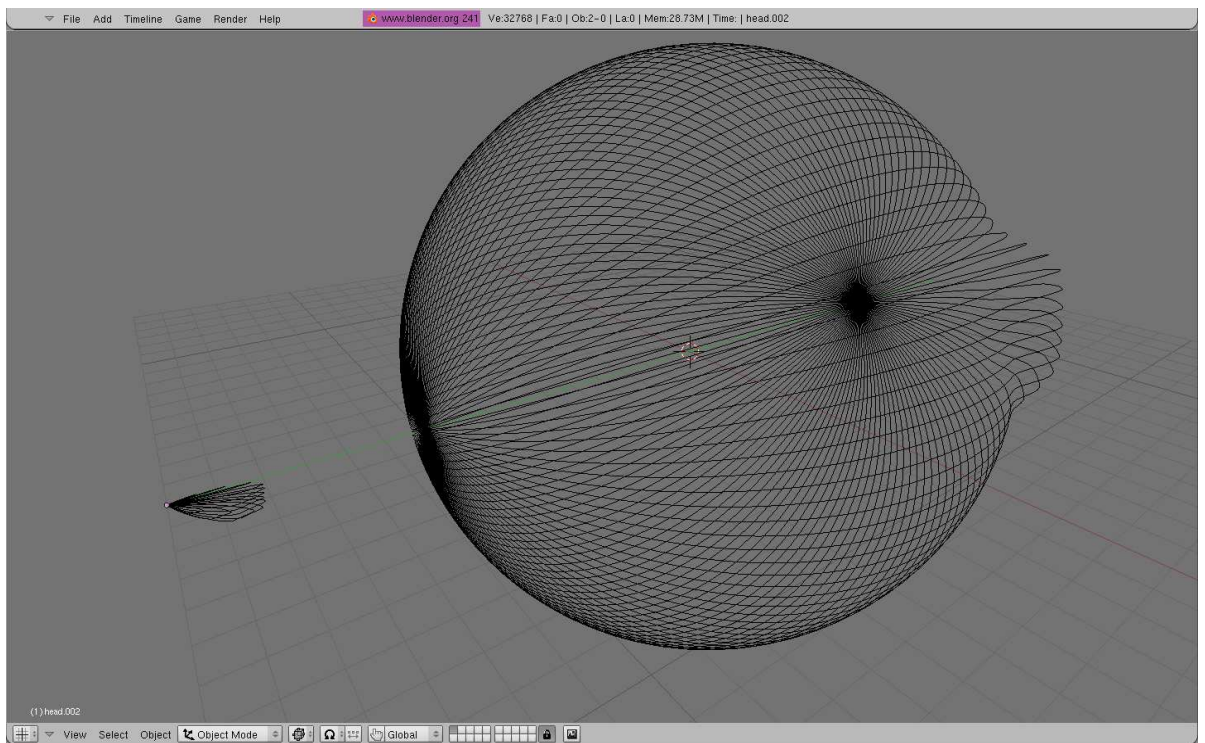 File Add Timeline Game Render Help www.blender.org 241 Ve:32768 | Fa:0 | Ob:2-0 | La:0 | Mem:28.73M | Time: | head.002
(1) head.002
View Select Object Object Mode Global